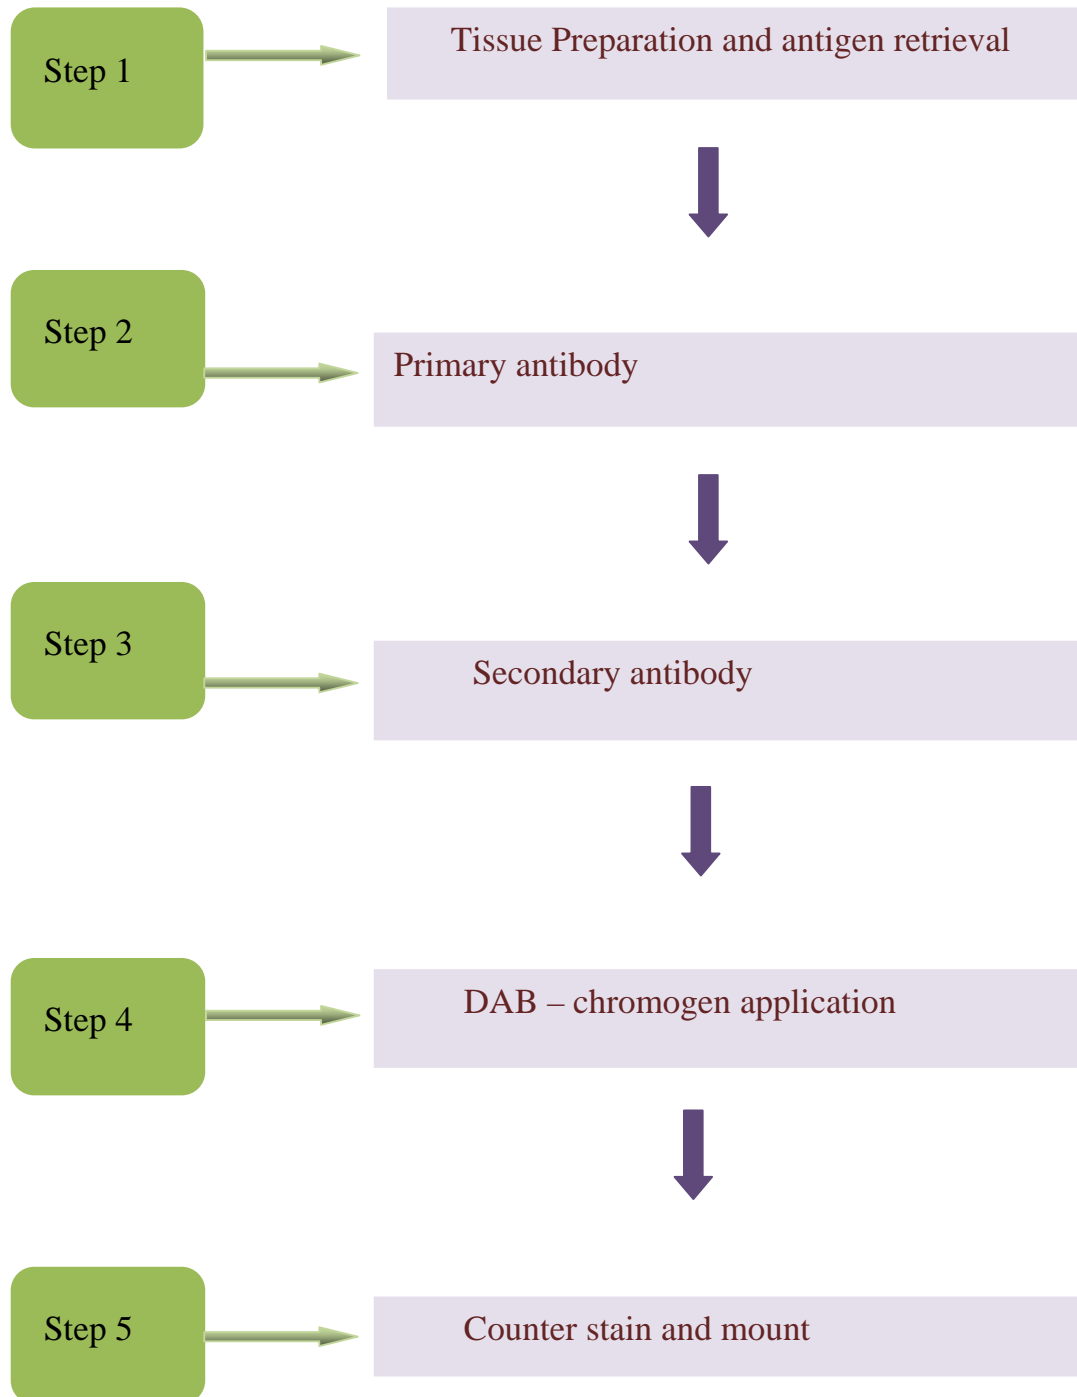 Step 1
Tissue Preparation and antigen retrieval
Step 2
Primary antibody
Step 3
Secondary antibody
Step 4
DAB – chromogen application
Step 5
Counter stain and mount